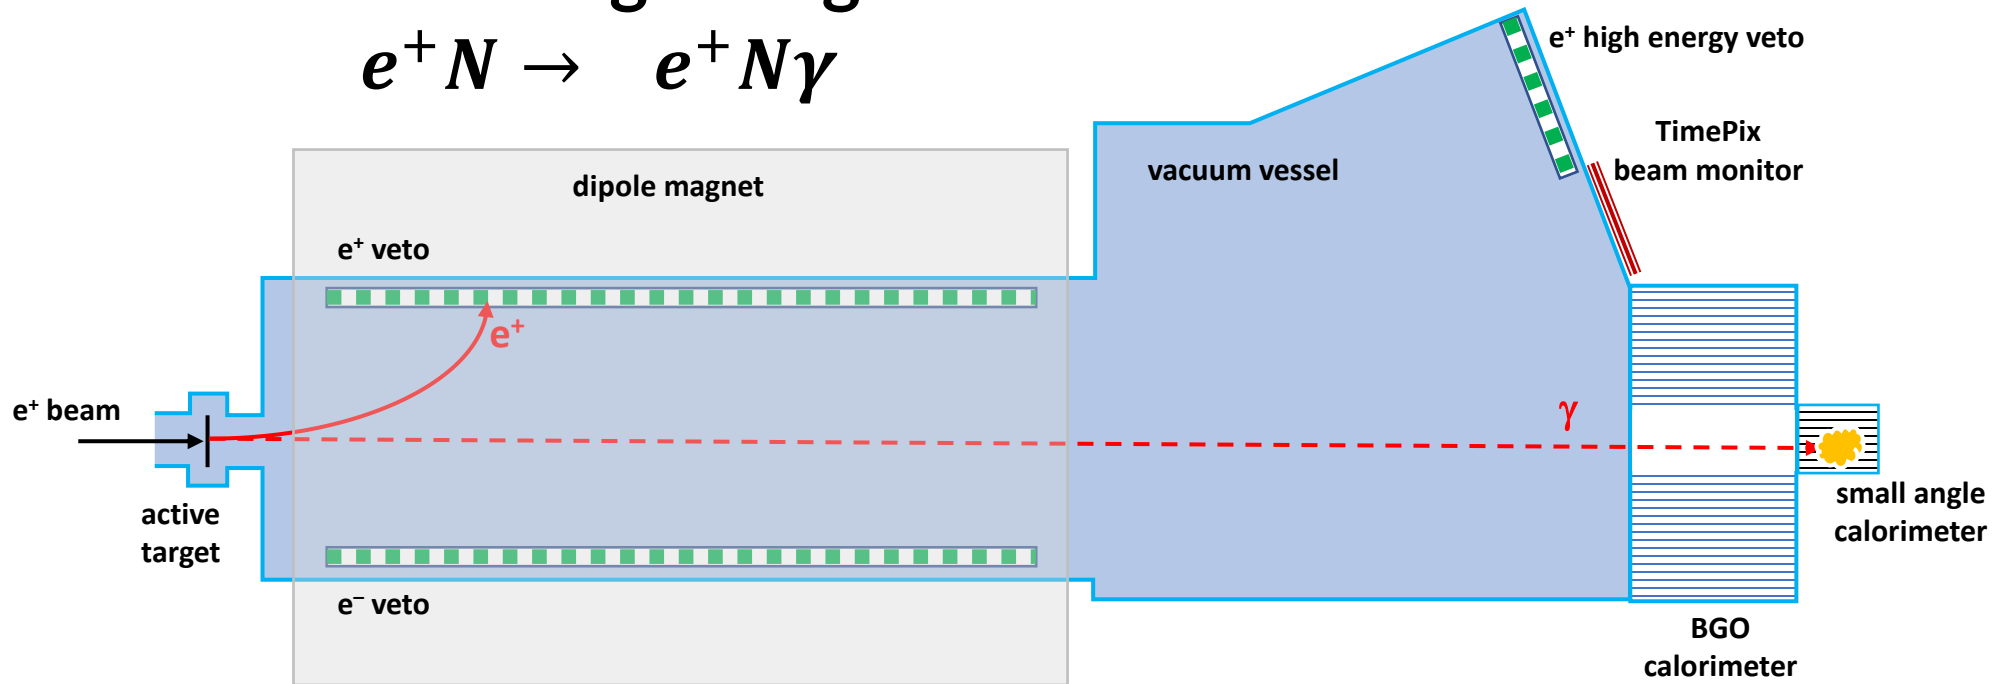 e⁺N → e⁺Nγ
e⁺ high energy veto
TimePix
beam monitor
vacuum vessel
dipole magnet
e⁺ veto
e⁺
e⁺ beam
γ
active
target
small angle
calorimeter
e⁻ veto
BGO
calorimeter